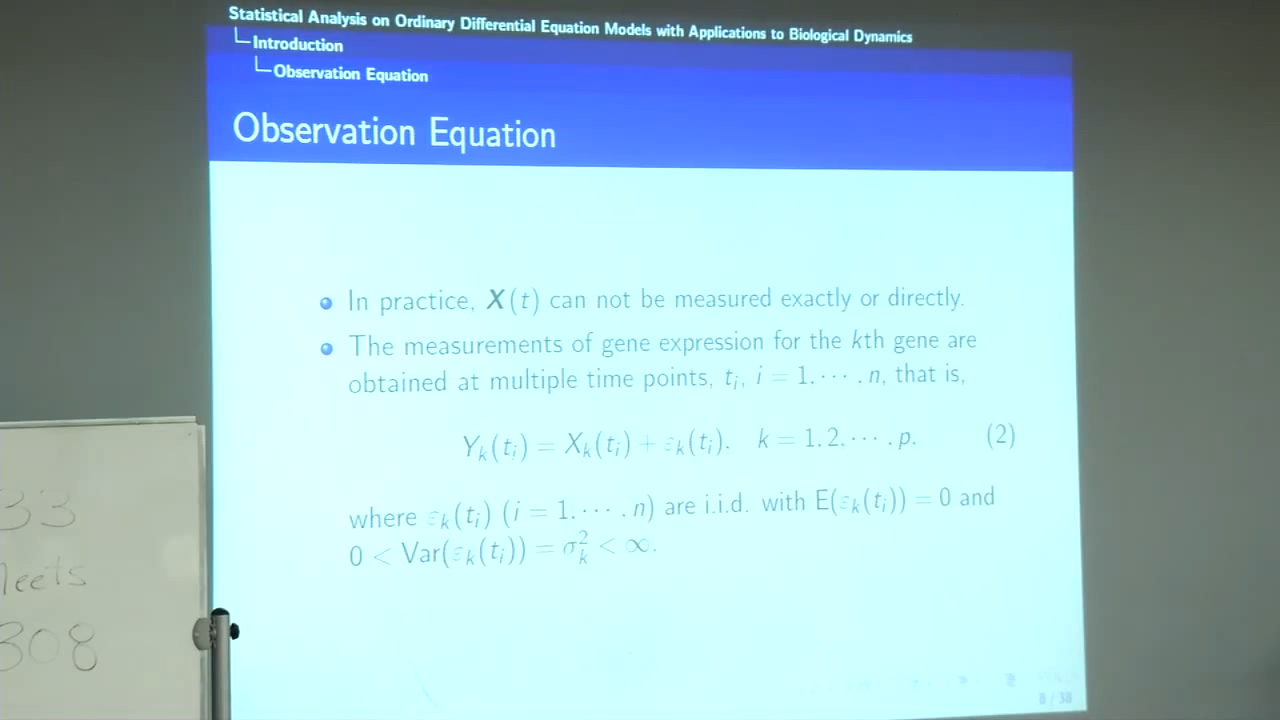 Statistical Analysis on Ordinary Differential Equation Models with Applications to Biological Dynamics
Introduction
Observation Equation
Observation Equation
In practice, X(t) can not be measured exactly or directly.
The measurements of gene expression for the kth gene are
obtained at multiple time points, tᵢ, i = 1, ⋯ , n, that is,
Yₖ(tᵢ) = Xₖ(tᵢ) + εₖ(tᵢ), k = 1, 2, ⋯ , p, (2)
where εₖ(tᵢ) (i = 1, ⋯ , n) are i.i.d. with E(εₖ(tᵢ)) = 0 and
0 < Var(εₖ(tᵢ)) = σₖ² < ∞.
33
308
8 / 38